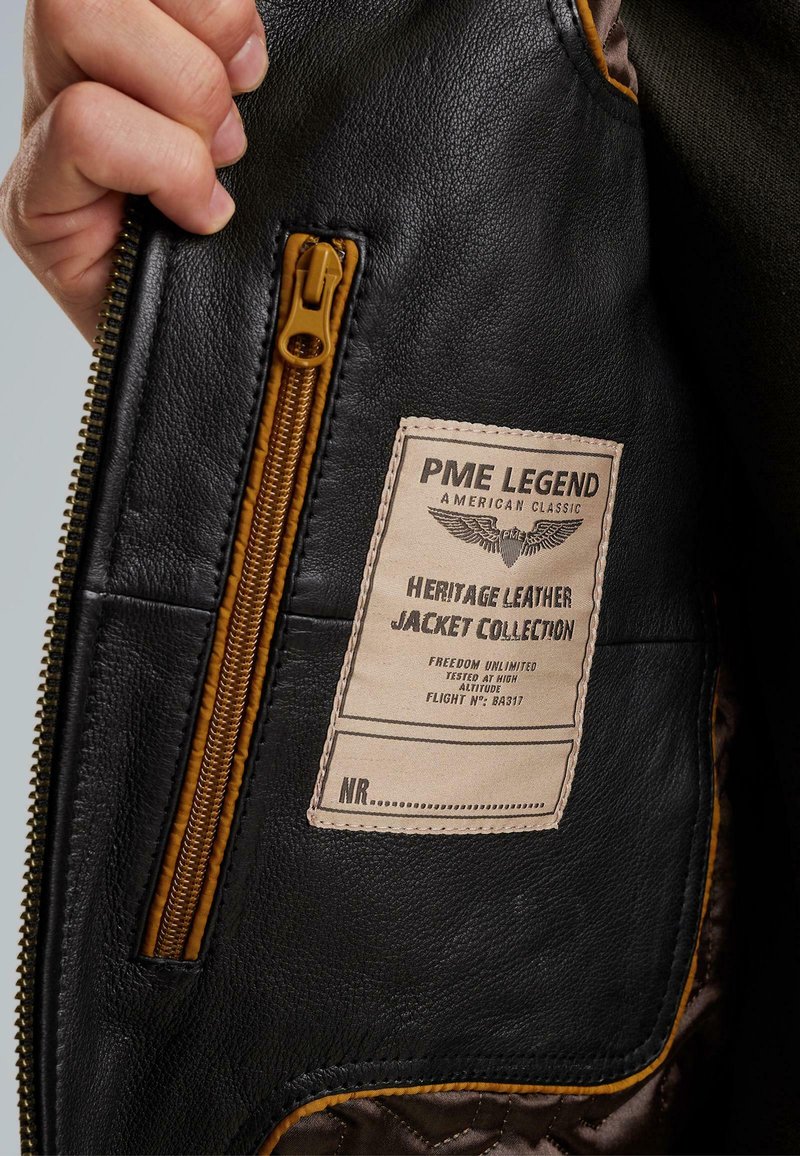 PME LEGEND
AMERICAN CLASSIC
PME
HERITAGE LEATHER
JACKET COLLECTION
FREEDOM UNLIMITED
TESTED AT HIGH
ALTITUDE
FLIGHT Nº: BA317
NR..............................